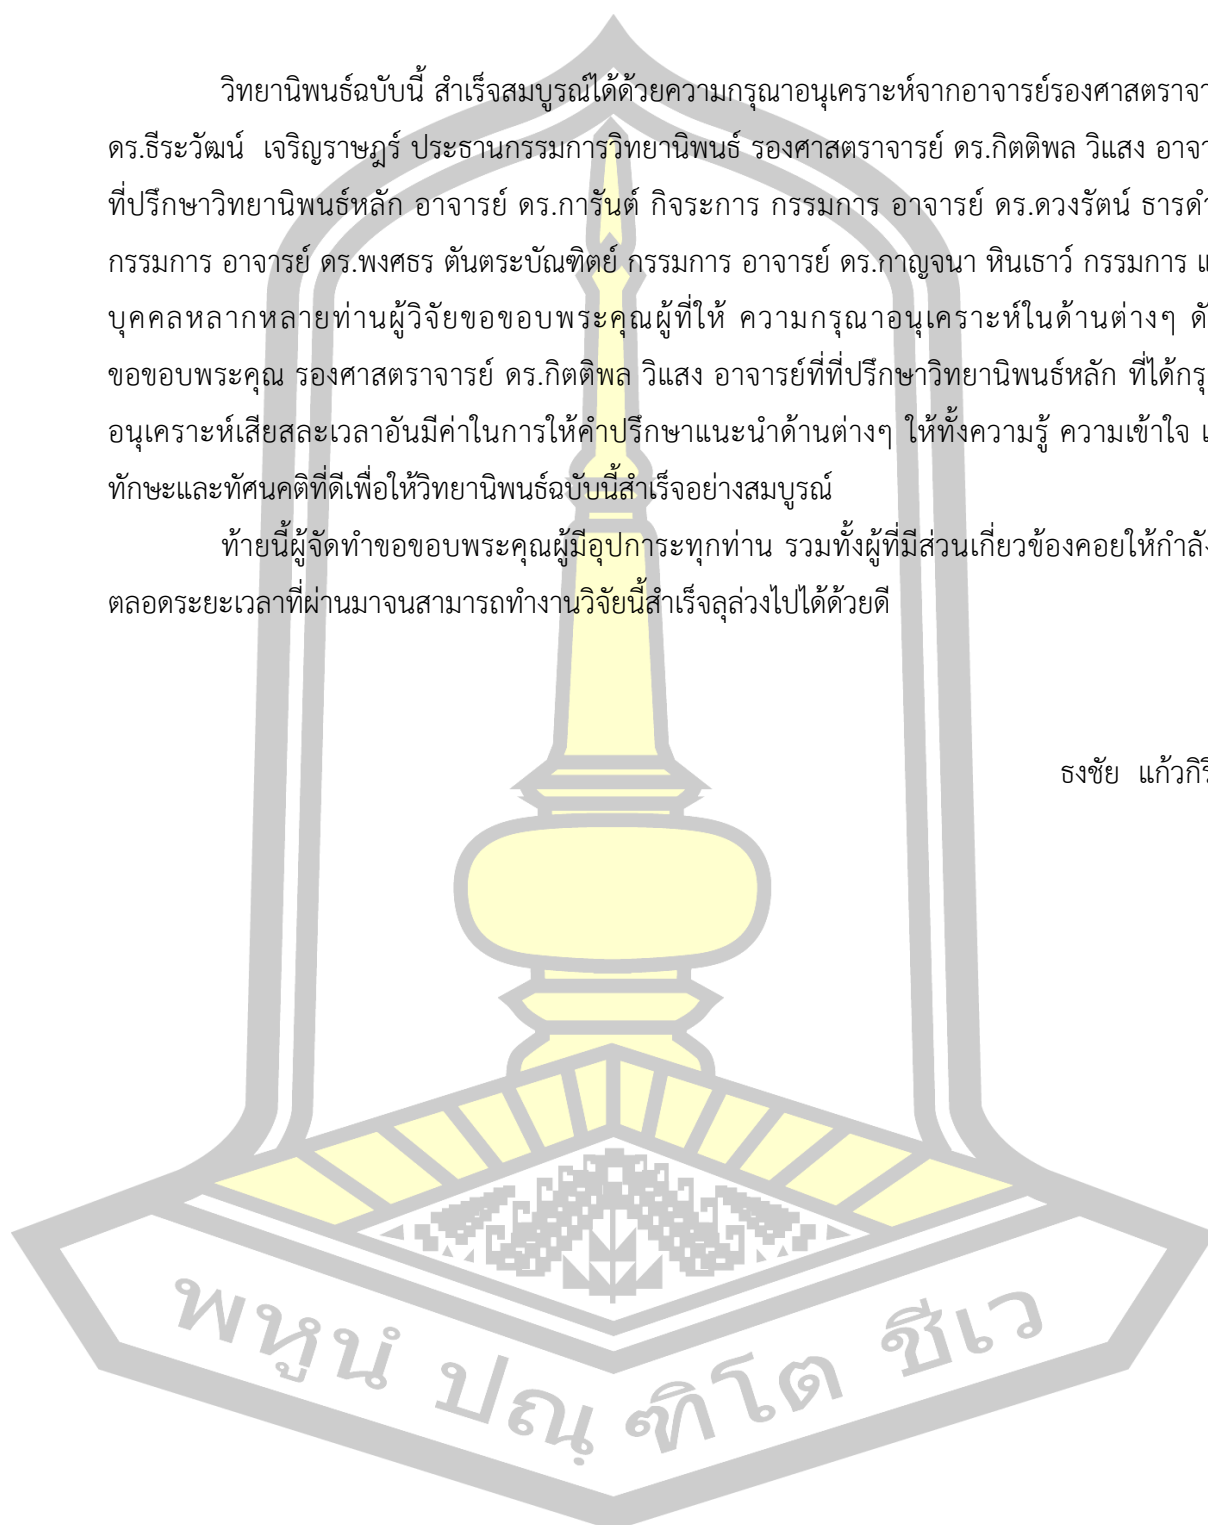 วิทยานิพนธ์ฉบับนี้ สำเร็จสมบูรณ์ได้ด้วยความกรุณาอนุเคราะห์จากอาจารย์รองศาสตราจา
ดร.ธีระวัฒน์ เจริญราษฎร์ ประธานกรรมการวิทยานิพนธ์ รองศาสตราจารย์ ดร.กิตติพล วิแสง อาจา
ที่ปรึกษาวิทยานิพนธ์หลัก อาจารย์ ดร.การันต์ กิจระการ กรรมการ อาจารย์ ดร.ดวงรัตน์ ธารดำ
กรรมการ อาจารย์ ดร.พงศธร ตันตระบัณฑิตย์ กรรมการ อาจารย์ ดร.กาญจนา หินเธาว์ กรรมการ แ
บุคคลหลากหลายท่านผู้วิจัยขอขอบพระคุณผู้ที่ให้ ความกรุณาอนุเคราะห์ในด้านต่างๆ ดั
ขอขอบพระคุณ รองศาสตราจารย์ ดร.กิตติพล วิแสง อาจารย์ที่ที่ปรึกษาวิทยานิพนธ์หลัก ที่ได้กรุ
อนุเคราะห์เสียสละเวลาอันมีค่าในการให้คำปรึกษาแนะนำด้านต่างๆ ให้ทั้งความรู้ ความเข้าใจ แ
ทักษะและทัศนคติที่ดีเพื่อให้วิทยานิพนธ์ฉบับนี้สำเร็จอย่างสมบูรณ์
ท้ายนี้ผู้จัดทำขอขอบพระคุณผู้มีอุปการะทุกท่าน รวมทั้งผู้ที่มีส่วนเกี่ยวข้องคอยให้กำลัง
ตลอดระยะเวลาที่ผ่านมาจนสามารถทำงานวิจัยนี้สำเร็จลุล่วงไปได้ด้วยดี
ธงชัย แก้วกิริ
พหูนํ ปณฺฑิโต ชีเว